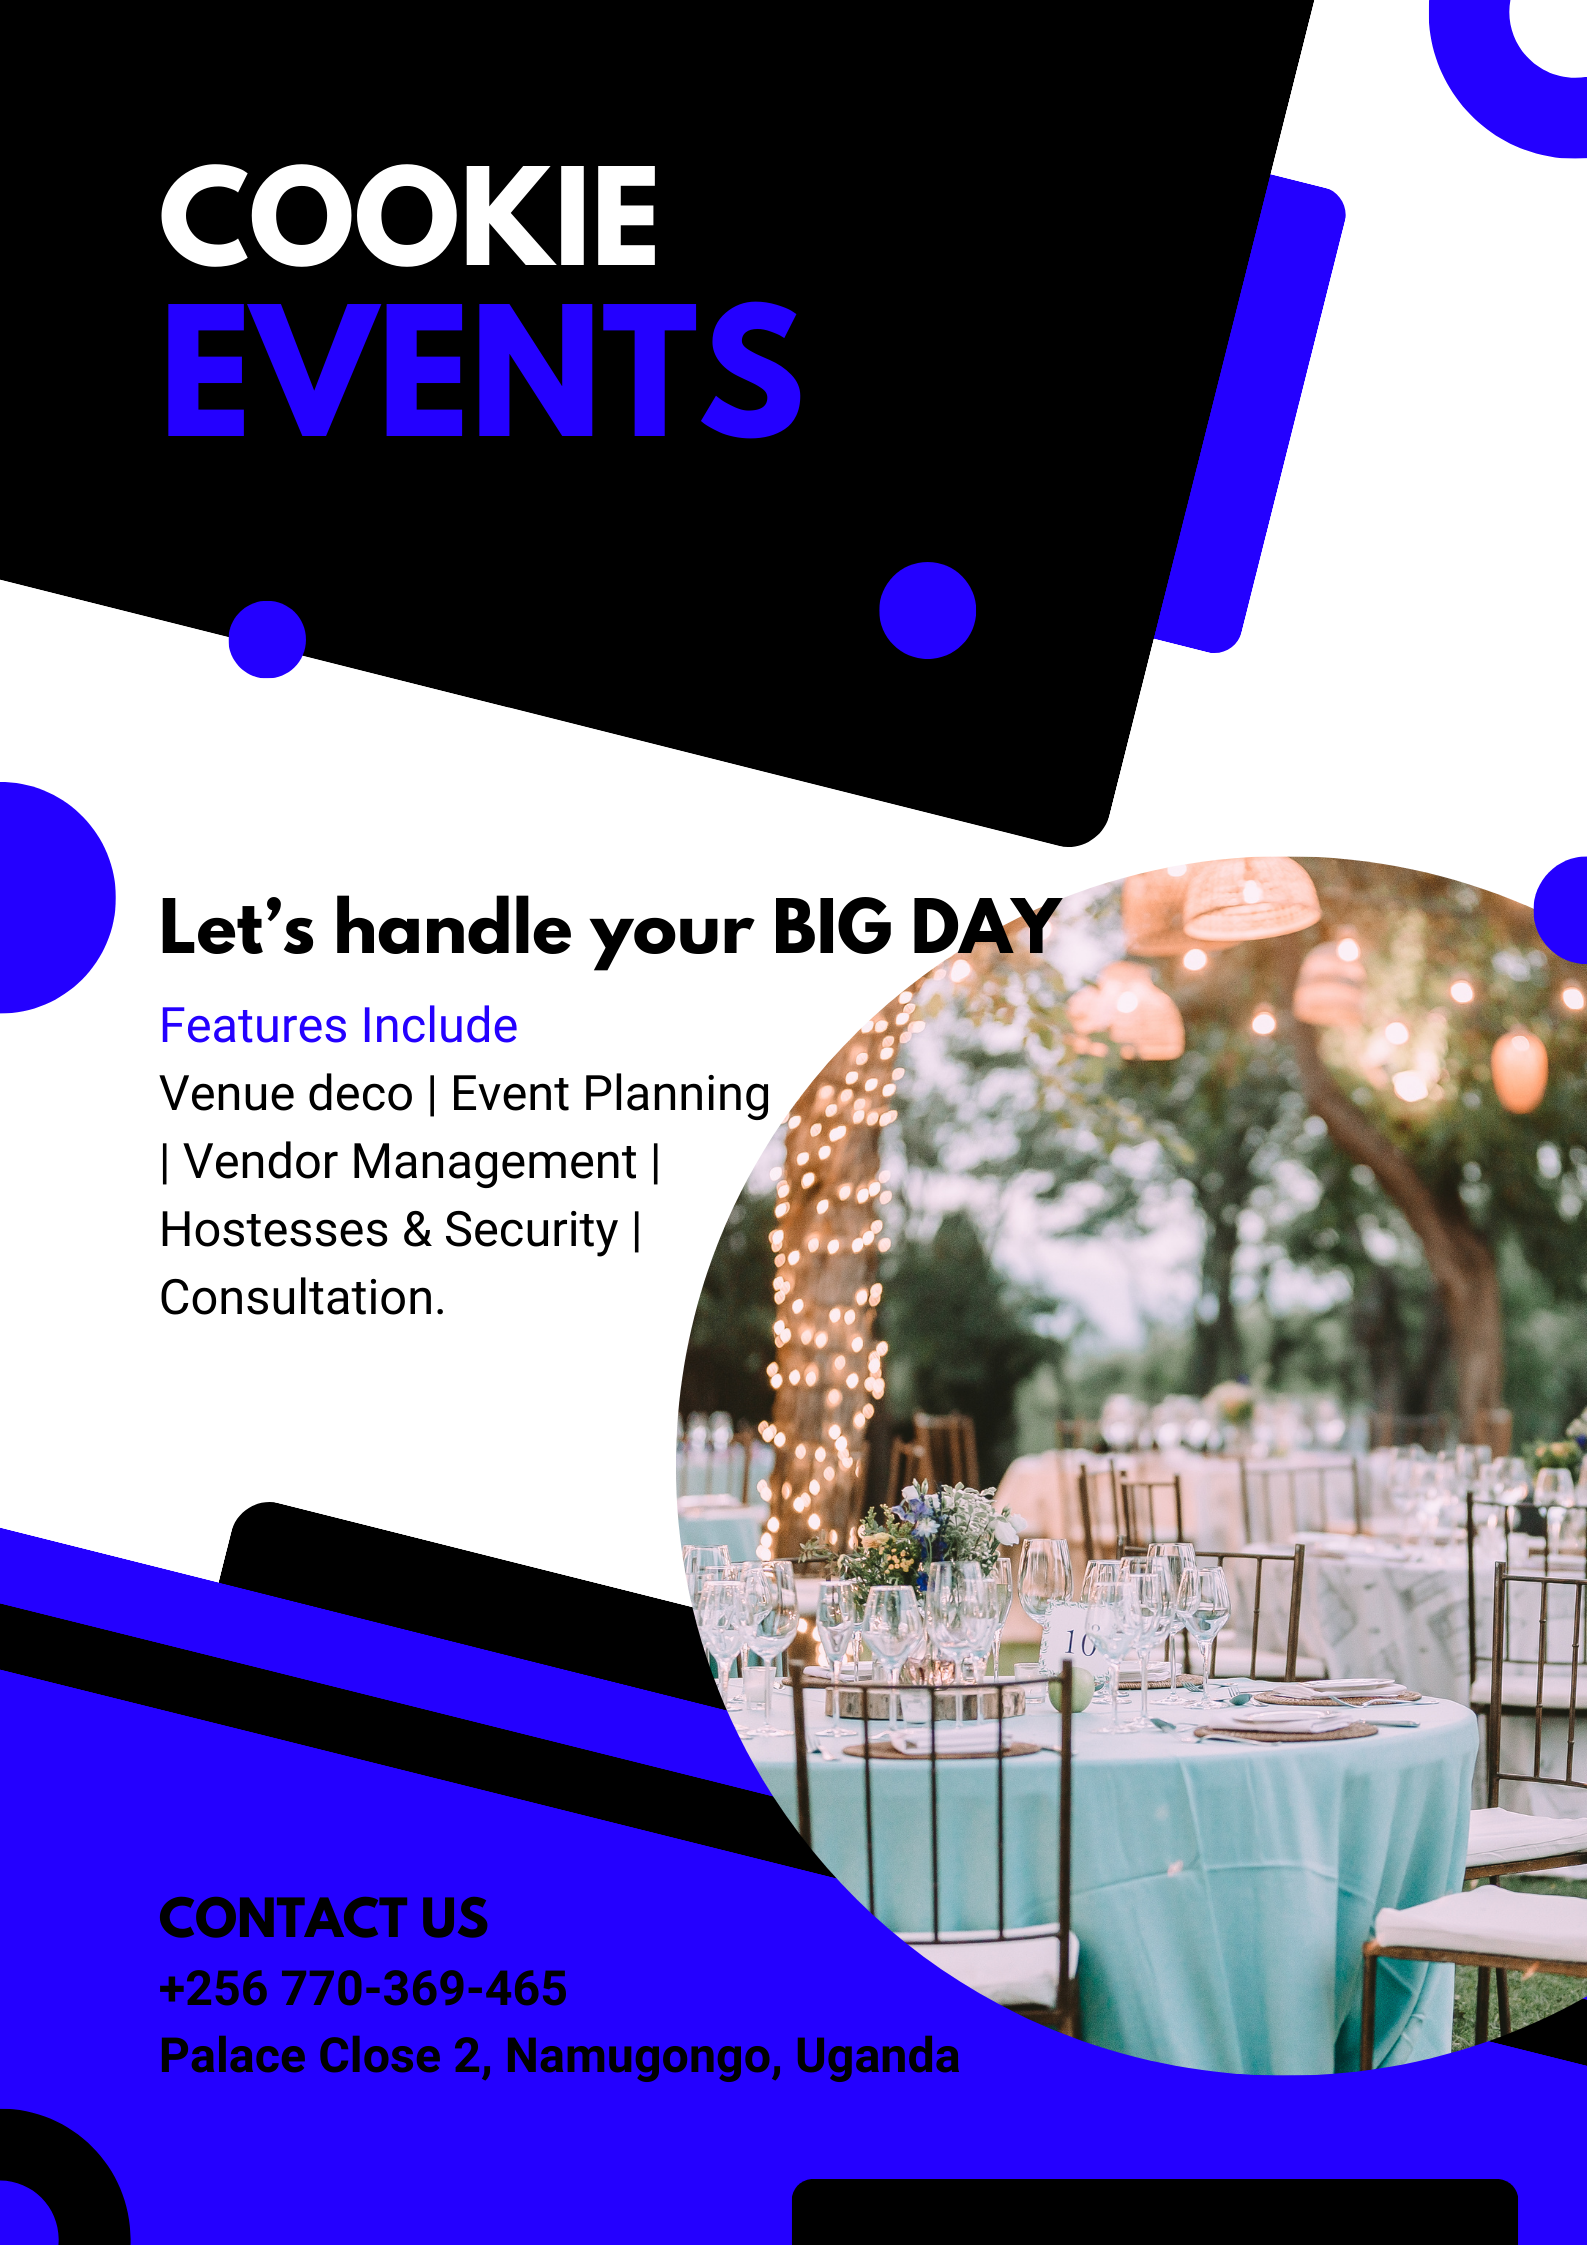 COOKIE
EVENTS
Let’s handle your BIG DAY
Features Include
Venue deco | Event Planning
| Vendor Management |
Hostesses & Security |
Consultation.
10
CONTACT US
+256 770-369-465
Palace Close 2, Namugongo, Uganda